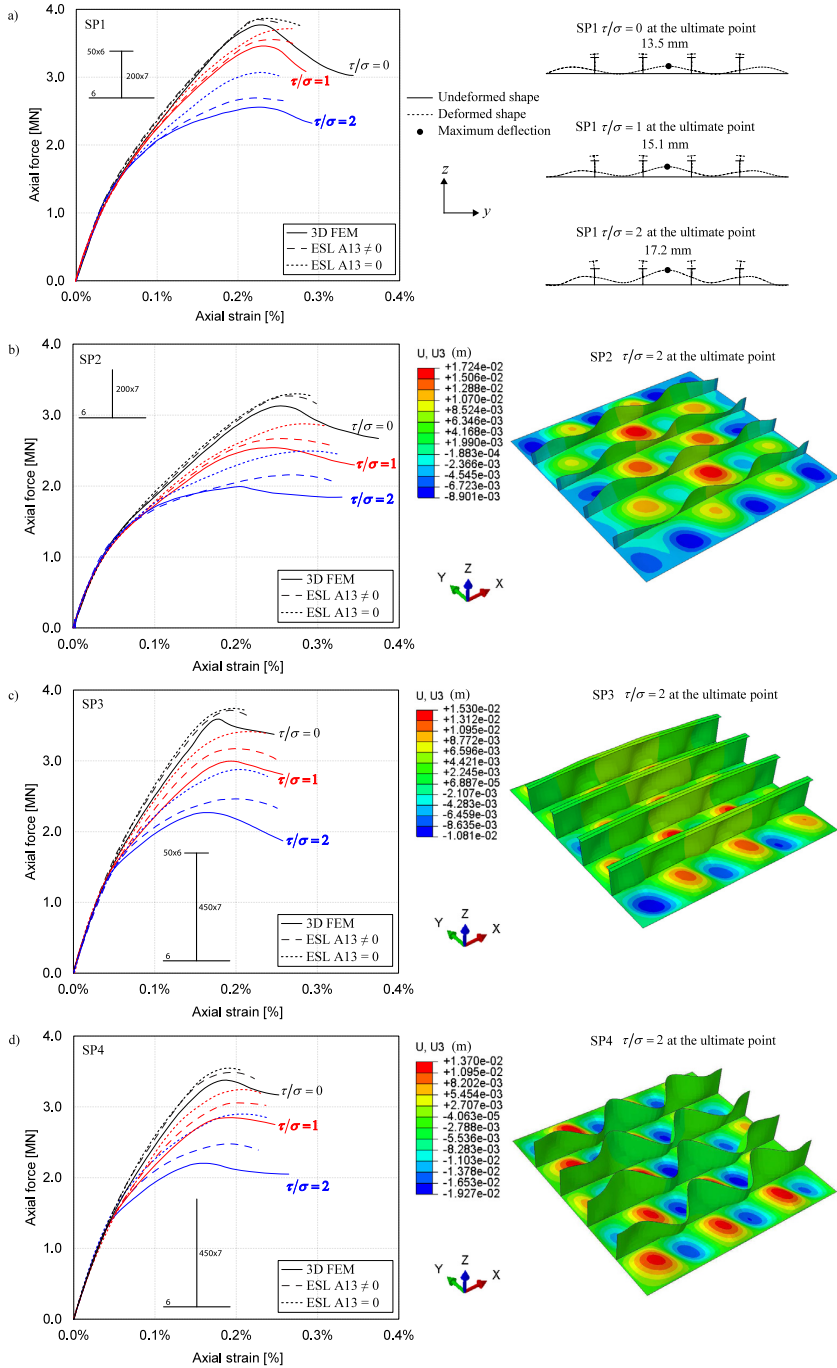 a)
SP1
50x6
200x7
6
τ/σ = 0
τ/σ = 1
τ/σ = 2
3D FEM
ESL A13 ≠ 0
ESL A13 = 0
Axial force [MN]
4.0
3.0
2.0
1.0
0.0
0.0% 0.1% 0.2% 0.3% 0.4%
Axial strain [%]
Undeformed shape
Deformed shape
Maximum deflection
z
y
SP1 τ/σ = 0 at the ultimate point
13.5 mm
SP1 τ/σ = 1 at the ultimate point
15.1 mm
SP1 τ/σ = 2 at the ultimate point
17.2 mm
b)
SP2
200x7
6
τ/σ = 0
τ/σ = 1
τ/σ = 2
3D FEM
ESL A13 ≠ 0
ESL A13 = 0
Axial force [MN]
4.0
3.0
2.0
1.0
0.0
0.0% 0.1% 0.2% 0.3% 0.4%
Axial strain [%]
U, U3 (m)
+1.724e-02
+1.506e-02
+1.288e-02
+1.070e-02
+8.524e-03
+6.346e-03
+4.168e-03
+1.990e-03
-1.883e-04
-2.366e-03
-4.545e-03
-6.723e-03
-8.901e-03
Y Z X
SP2 τ/σ = 2 at the ultimate point
c)
SP3
50x6
450x7
6
τ/σ = 0
τ/σ = 1
τ/σ = 2
3D FEM
ESL A13 ≠ 0
ESL A13 = 0
Axial force [MN]
4.0
3.0
2.0
1.0
0.0
0.0% 0.1% 0.2% 0.3% 0.4%
Axial strain [%]
U, U3 (m)
+1.530e-02
+1.312e-02
+1.095e-02
+8.772e-03
+6.596e-03
+4.421e-03
+2.245e-03
+6.887e-05
-2.107e-03
-4.283e-03
-6.459e-03
-8.635e-03
-1.081e-02
Y Z X
SP3 τ/σ = 2 at the ultimate point
d)
SP4
450x7
6
τ/σ = 0
τ/σ = 1
τ/σ = 2
3D FEM
ESL A13 ≠ 0
ESL A13 = 0
Axial force [MN]
4.0
3.0
2.0
1.0
0.0
0.0% 0.1% 0.2% 0.3% 0.4%
Axial strain [%]
U, U3 (m)
+1.370e-02
+1.095e-02
+8.202e-03
+5.454e-03
+2.707e-03
-4.063e-05
-2.788e-03
-5.536e-03
-8.283e-03
-1.103e-02
-1.378e-02
-1.653e-02
-1.927e-02
Y Z X
SP4 τ/σ = 2 at the ultimate point